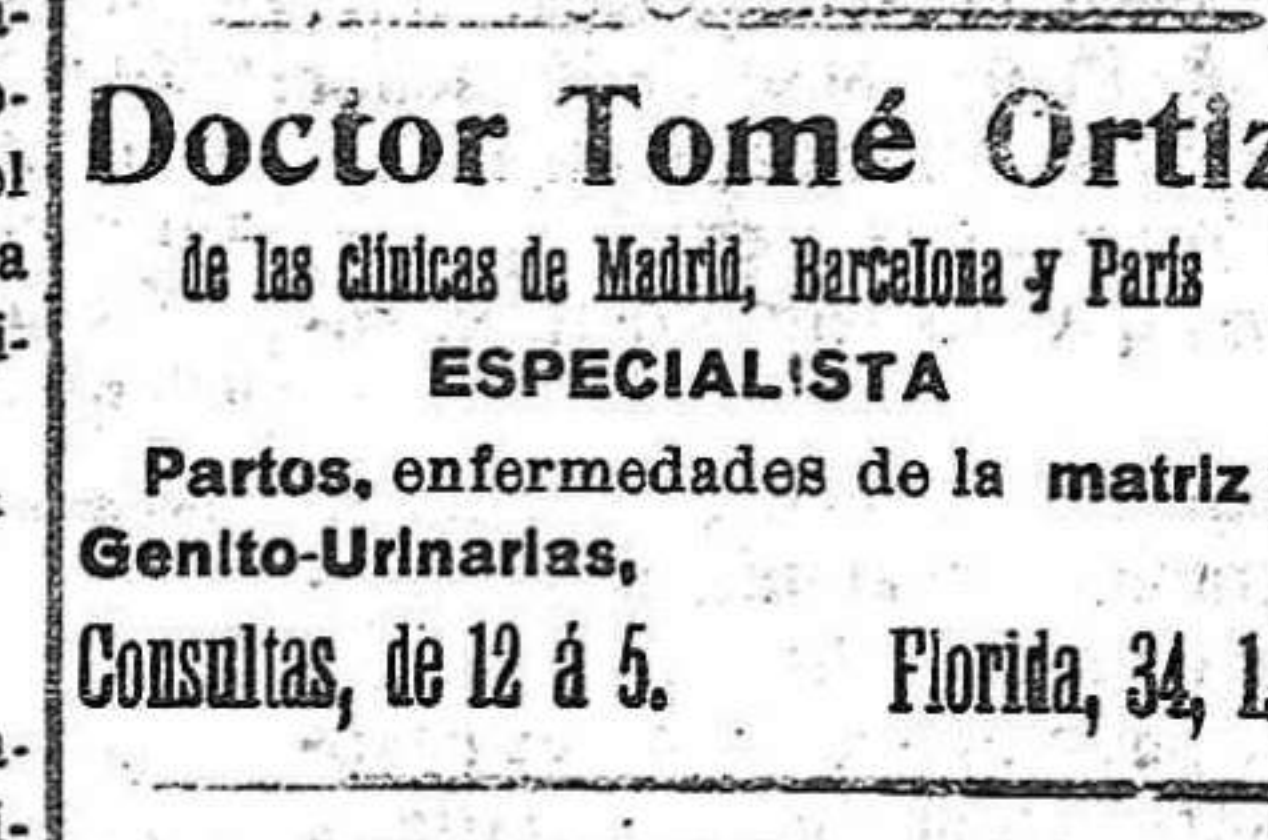 Doctor Tomé Ortiz
de las clínicas de Madrid, Barcelona y París
ESPECIALISTA
Partos, enfermedades de la matriz
Genito-Urinarias,
Consultas, de 12 á 5.
Florida, 34, 1.